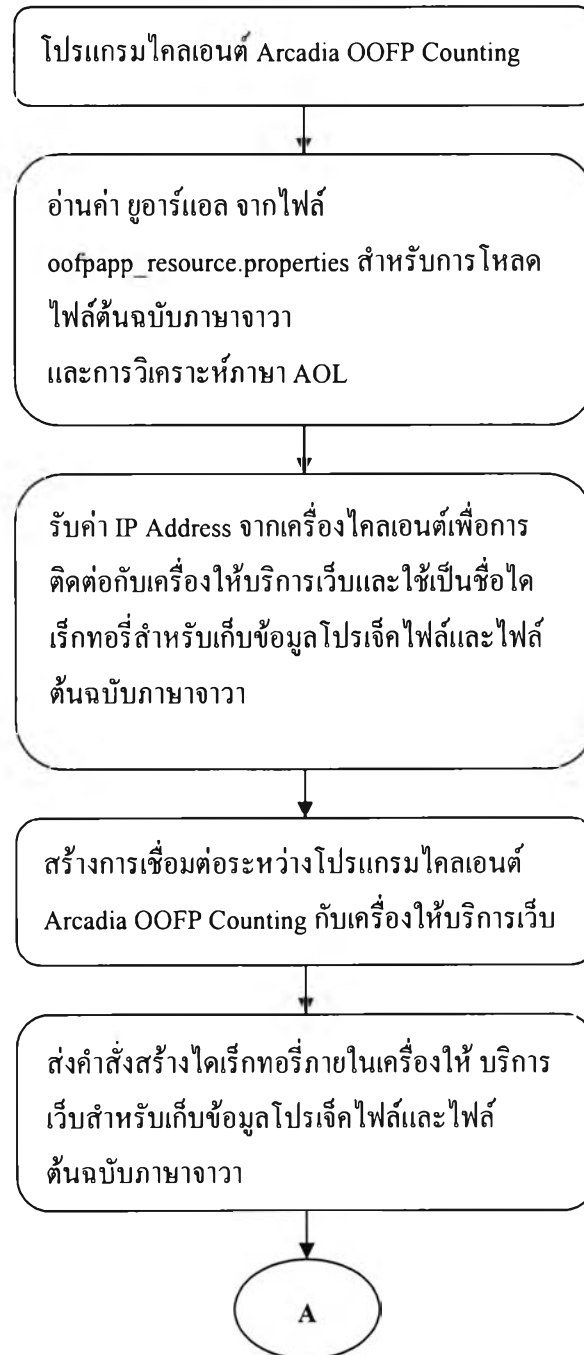 โปรแกรมไคลเอนต์ Arcadia OOFP Counting
อ่านค่า ยูอาร์แอล จากไฟล์
oofpapp_resource.properties สำหรับการโหลด
ไฟล์ต้นฉบับภาษาจาวา
และการวิเคราะห์ภาษา AOL
รับค่า IP Address จากเครื่องไคลเอนต์เพื่อการ
ติดต่อกับเครื่องให้บริการเว็บและใช้เป็นชื่อได
เร็กทอรี่สำหรับเก็บข้อมูลโปรเจ็คไฟล์และไฟล์
ต้นฉบับภาษาจาวา
สร้างการเชื่อมต่อระหว่างโปรแกรมไคลเอนต์
Arcadia OOFP Counting กับเครื่องให้บริการเว็บ
ส่งคำสั่งสร้างไดเร็กทอรี่ภายในเครื่องให้ บริการ
เว็บสำหรับเก็บข้อมูลโปรเจ็คไฟล์และไฟล์
ต้นฉบับภาษาจาวา
A